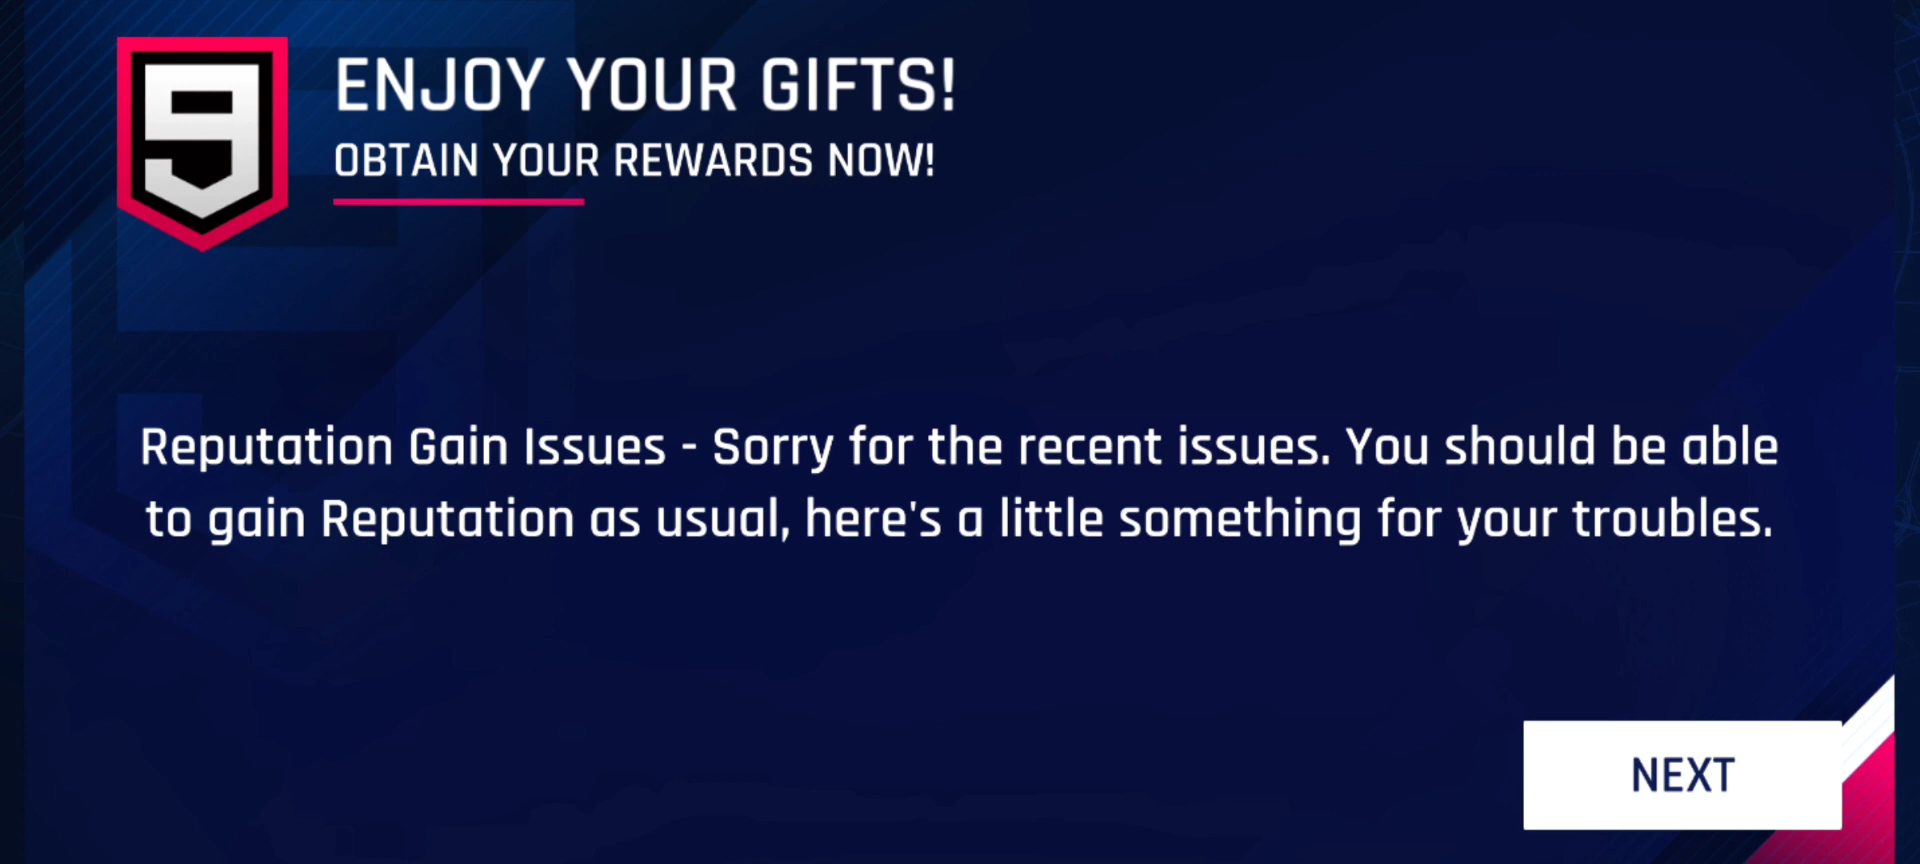 9
ENJOY YOUR GIFTS!
OBTAIN YOUR REWARDS NOW!
Reputation Gain Issues - Sorry for the recent issues. You should be able
to gain Reputation as usual, here's a little something for your troubles.
NEXT